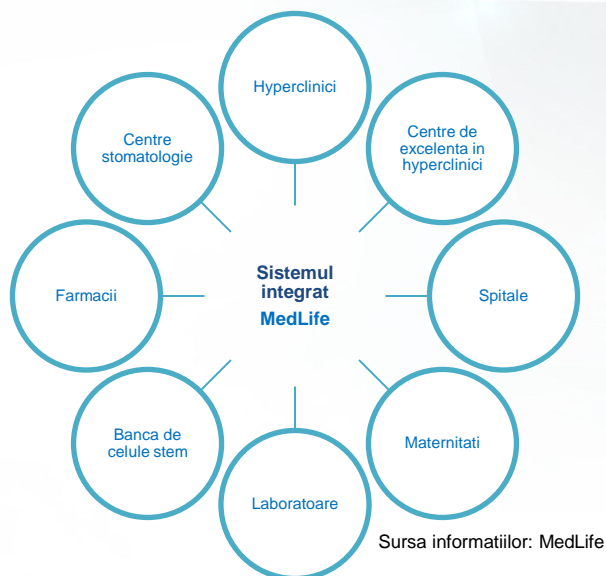 Hyperclinici
Centre
stomatologie
Centre de
excelenta in
hyperclinici
Farmacii
Sistemul
integrat
MedLife
Spitale
Banca de
celule stem
Maternitati
Laboratoare
Sursa informatiilor: MedLife